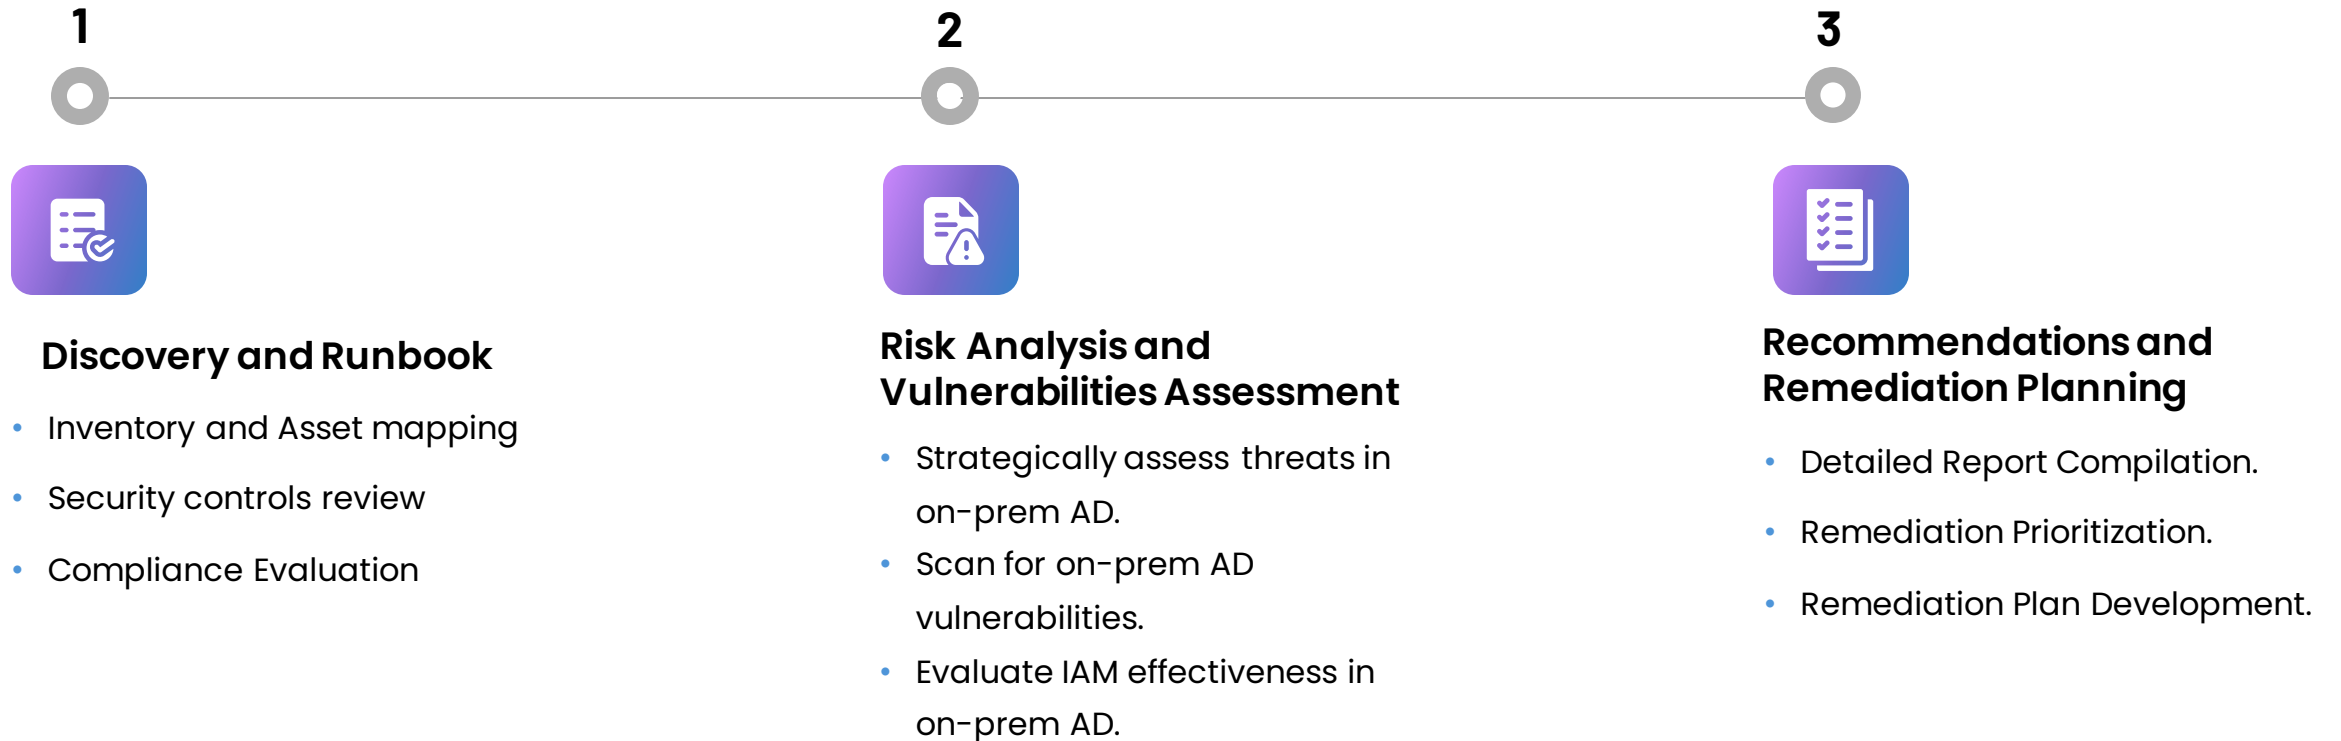 1
2
3
Discovery and Runbook
• Inventory and Asset mapping
• Security controls review
• Compliance Evaluation
Risk Analysis and
Vulnerabilities Assessment
• Strategically assess threats in
on-prem AD.
• Scan for on-prem AD
vulnerabilities.
• Evaluate IAM effectiveness in
on-prem AD.
Recommendations and
Remediation Planning
• Detailed Report Compilation.
• Remediation Prioritization.
• Remediation Plan Development.